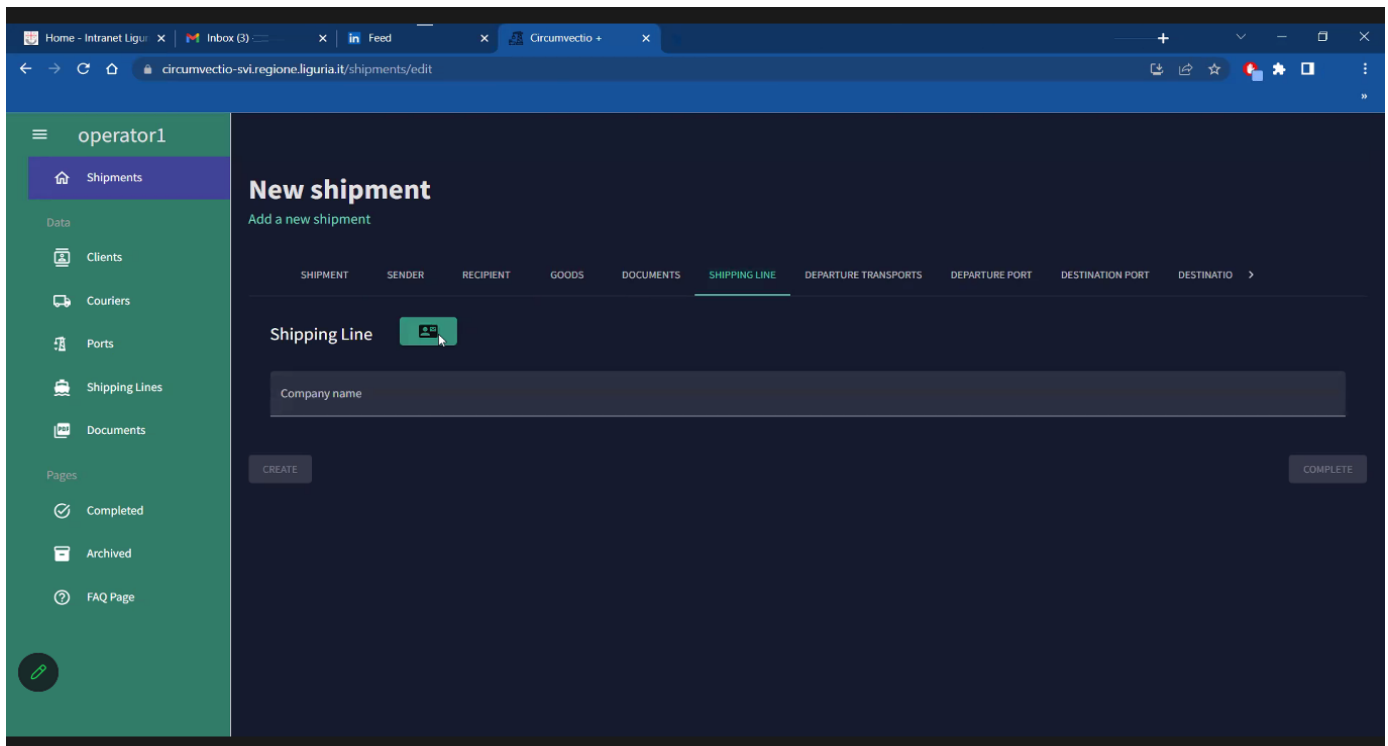 Home - Intranet Ligur
Inbox (3)
in Feed
Circumvectio +
circumvectio-svi.regione.liguria.it/shipments/edit
operator1
Shipments
Data
Clients
Couriers
Ports
Shipping Lines
PDF Documents
Pages
Completed
Archived
FAQ Page
New shipment
Add a new shipment
SHIPMENT SENDER RECIPIENT GOODS DOCUMENTS SHIPPING LINE DEPARTURE TRANSPORTS DEPARTURE PORT DESTINATION PORT DESTINATIO
Shipping Line
Company name
CREATE COMPLETE